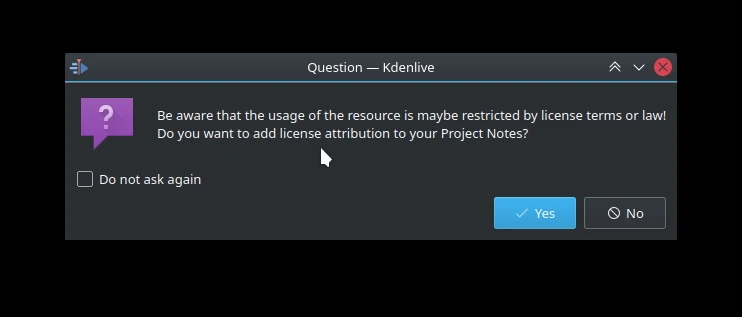 Question — Kdenlive
Be aware that the usage of the resource is maybe restricted by license terms or law!
Do you want to add license attribution to your Project Notes?
Do not ask again
Yes
No